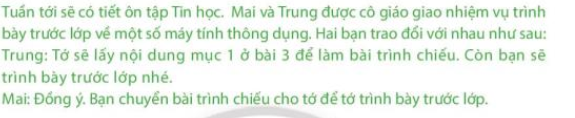 Tuần tới sẽ có tiết ôn tập Tin học. Mai và Trung được cô giáo giao nhiệm vụ trình
bày trước lớp về một số máy tính thông dụng. Hai bạn trao đổi với nhau như sau:
Trung: Tớ sẽ lấy nội dung mục 1 ở bài 3 để làm bài trình chiếu. Còn bạn sẽ
trình bày trước lớp nhé.
Mai: Đồng ý. Bạn chuyển bài trình chiếu cho tớ để tớ trình bày trước lớp.